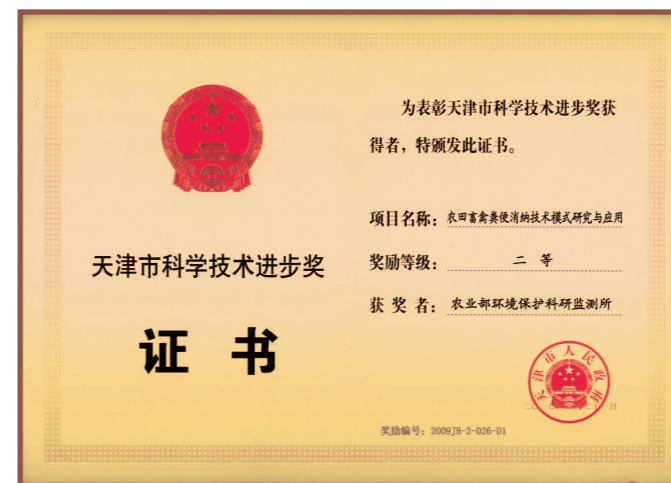 天津市科学技术进步奖
证书
为表彰天津市科学技术进步奖获
得者，特颁发此证书。
项目名称：农田畜禽粪便消纳技术模式研究与应用
奖励等级：二等
获奖者：农业部环境保护科研监测所
天津市人民政府
奖励编号：2009JB-2-026-D1